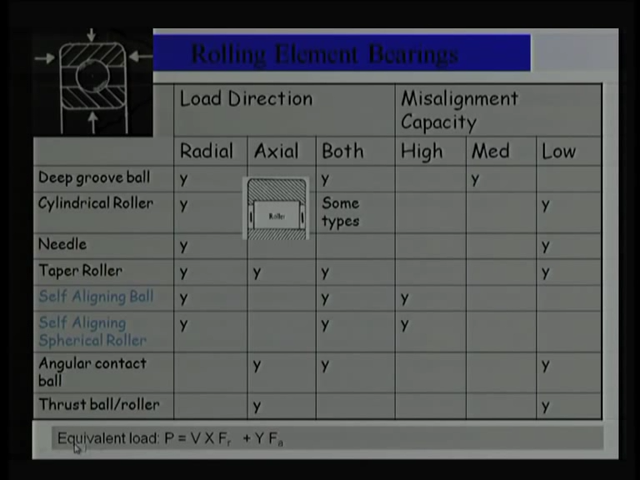 Rolling Element Bearings
Load Direction Misalignment
Capacity
Radial Axial Both High Med Low
Deep groove ball y y y
Cylindrical Roller y Roller Some types y
Needle y y
Taper Roller y y y y
Self Aligning Ball y y y
Self Aligning Spherical Roller y y y
Angular contact ball y y y
Thrust ball/roller y y
Equivalent load: P = V X Fr + Y Fa